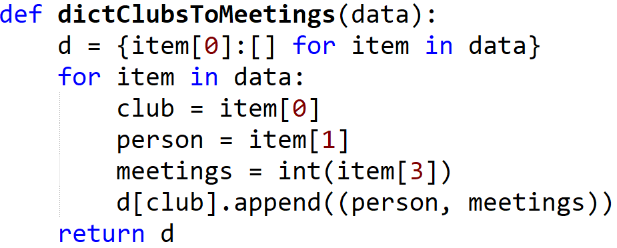 def dictClubsToMeetings(data):
    d = {item[0]:[] for item in data}
    for item in data:
        club = item[0]
        person = item[1]
        meetings = int(item[3])
        d[club].append((person, meetings))
    return d